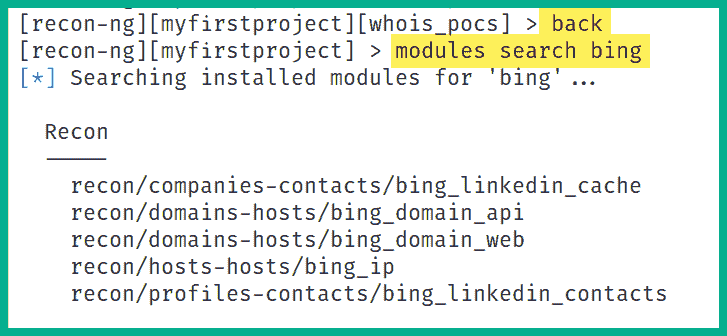 [recon-ng][myfirstproject][whois_pocs] > back
[recon-ng][myfirstproject] > modules search bing
[*] Searching installed modules for 'bing'...
Recon
-----
recon/companies-contacts/bing_linkedin_cache
recon/domains-hosts/bing_domain_api
recon/domains-hosts/bing_domain_web
recon/hosts-hosts/bing_ip
recon/profiles-contacts/bing_linkedin_contacts